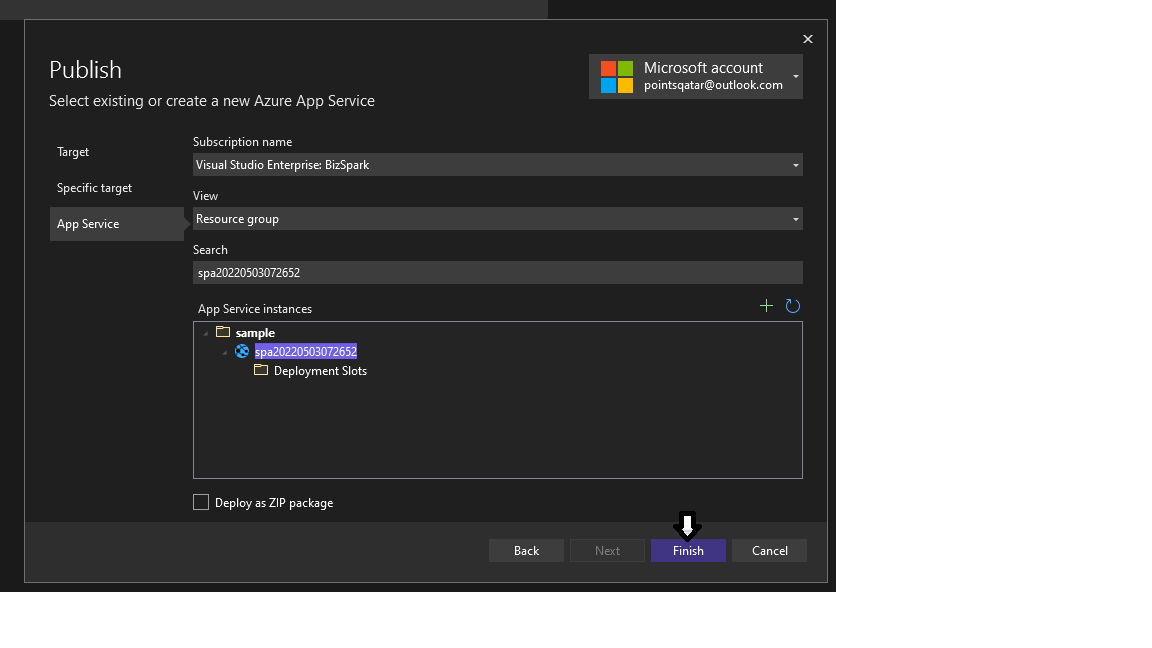 Publish
Select existing or create a new Azure App Service
Microsoft account
pointsqatar@outlook.com
Target
Specific target
App Service
Subscription name
Visual Studio Enterprise: BizSpark
View
Resource group
Search
spa20220503072652
App Service instances
sample
spa20220503072652
Deployment Slots
Deploy as ZIP package
Back
Next
Finish
Cancel